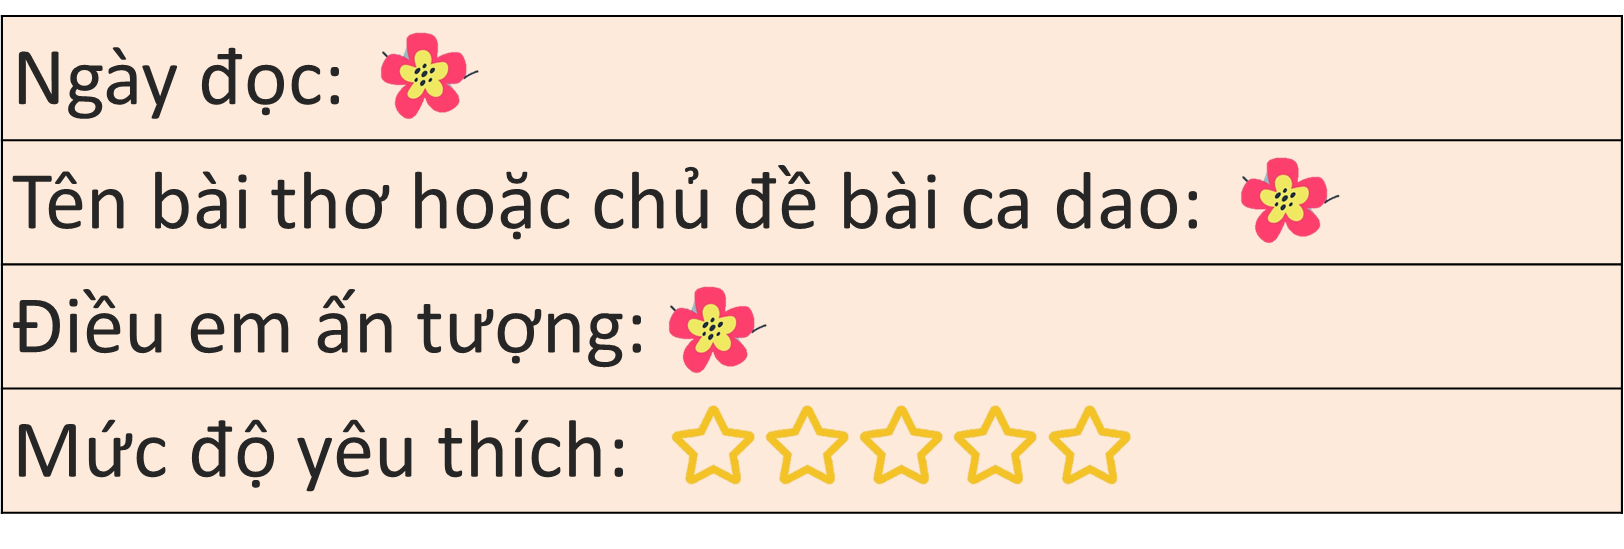 Ngày đọc:
Tên bài thơ hoặc chủ đề bài ca dao:
Điều em ấn tượng:
Mức độ yêu thích: